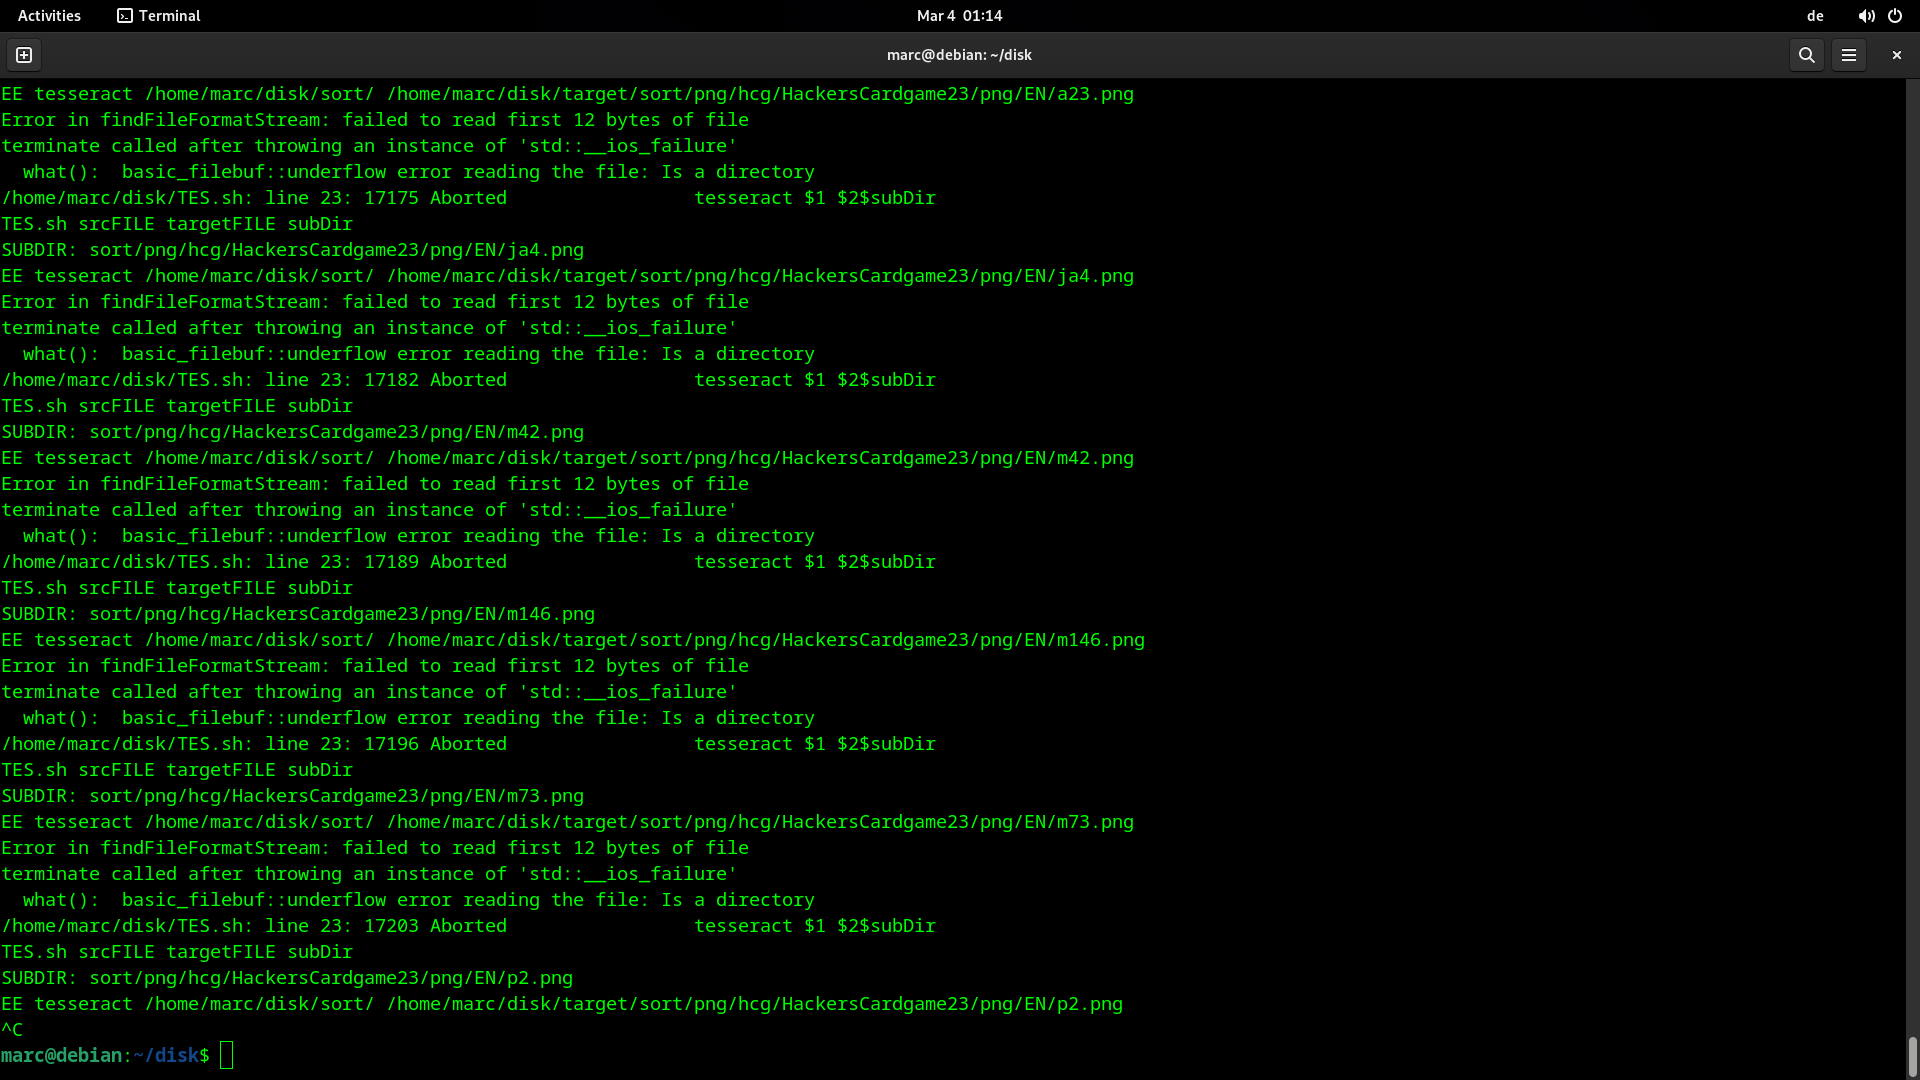 Activities Terminal Mar 4 01:14 de
marc@debian: ~/disk
EE tesseract /home/marc/disk/sort/ /home/marc/disk/target/sort/png/hcg/HackersCardgame23/png/EN/a23.png
Error in findFileFormatStream: failed to read first 12 bytes of file
terminate called after throwing an instance of 'std::__ios_failure'
  what():  basic_filebuf::underflow error reading the file: Is a directory
/home/marc/disk/TES.sh: line 23: 17175 Aborted                 tesseract $1 $2$subDir
TES.sh srcFILE targetFILE subDir
SUBDIR: sort/png/hcg/HackersCardgame23/png/EN/ja4.png
EE tesseract /home/marc/disk/sort/ /home/marc/disk/target/sort/png/hcg/HackersCardgame23/png/EN/ja4.png
Error in findFileFormatStream: failed to read first 12 bytes of file
terminate called after throwing an instance of 'std::__ios_failure'
  what():  basic_filebuf::underflow error reading the file: Is a directory
/home/marc/disk/TES.sh: line 23: 17182 Aborted                 tesseract $1 $2$subDir
TES.sh srcFILE targetFILE subDir
SUBDIR: sort/png/hcg/HackersCardgame23/png/EN/m42.png
EE tesseract /home/marc/disk/sort/ /home/marc/disk/target/sort/png/hcg/HackersCardgame23/png/EN/m42.png
Error in findFileFormatStream: failed to read first 12 bytes of file
terminate called after throwing an instance of 'std::__ios_failure'
  what():  basic_filebuf::underflow error reading the file: Is a directory
/home/marc/disk/TES.sh: line 23: 17189 Aborted                 tesseract $1 $2$subDir
TES.sh srcFILE targetFILE subDir
SUBDIR: sort/png/hcg/HackersCardgame23/png/EN/m146.png
EE tesseract /home/marc/disk/sort/ /home/marc/disk/target/sort/png/hcg/HackersCardgame23/png/EN/m146.png
Error in findFileFormatStream: failed to read first 12 bytes of file
terminate called after throwing an instance of 'std::__ios_failure'
  what():  basic_filebuf::underflow error reading the file: Is a directory
/home/marc/disk/TES.sh: line 23: 17196 Aborted                 tesseract $1 $2$subDir
TES.sh srcFILE targetFILE subDir
SUBDIR: sort/png/hcg/HackersCardgame23/png/EN/m73.png
EE tesseract /home/marc/disk/sort/ /home/marc/disk/target/sort/png/hcg/HackersCardgame23/png/EN/m73.png
Error in findFileFormatStream: failed to read first 12 bytes of file
terminate called after throwing an instance of 'std::__ios_failure'
  what():  basic_filebuf::underflow error reading the file: Is a directory
/home/marc/disk/TES.sh: line 23: 17203 Aborted                 tesseract $1 $2$subDir
TES.sh srcFILE targetFILE subDir
SUBDIR: sort/png/hcg/HackersCardgame23/png/EN/p2.png
EE tesseract /home/marc/disk/sort/ /home/marc/disk/target/sort/png/hcg/HackersCardgame23/png/EN/p2.png
^C
marc@debian:~/disk$